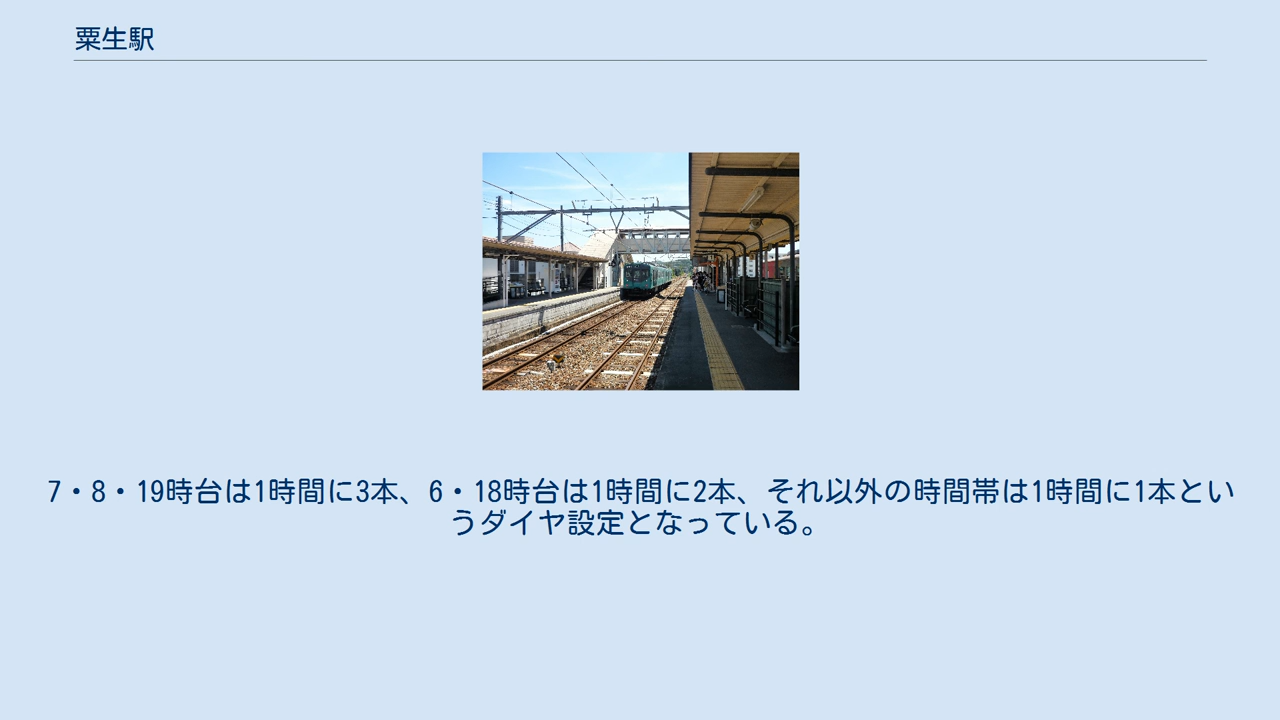 粟生駅
7・8・19時台は1時間に3本、6・18時台は1時間に2本、それ以外の時間帯は1時間に1本とい
うダイヤ設定となっている。